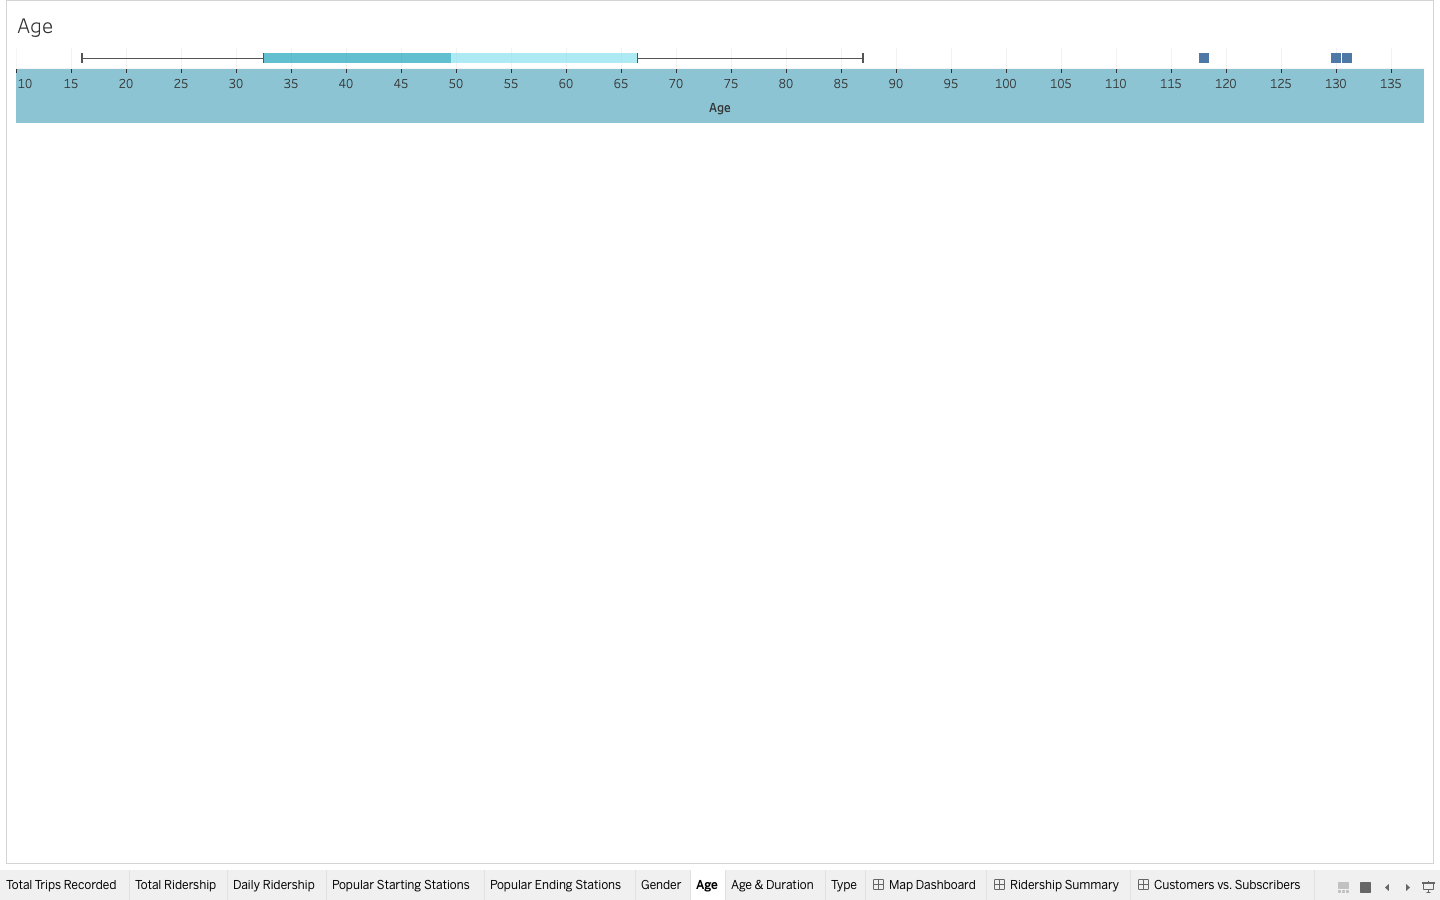 Age
10 15 20 25 30 35 40 45 50 55 60 65 70 75 80 85 90 95 100 105 110 115 120 125 130 135
Age
Total Trips Recorded Total Ridership Daily Ridership Popular Starting Stations Popular Ending Stations Gender Age Age & Duration Type Map Dashboard Ridership Summary Customers vs. Subscribers